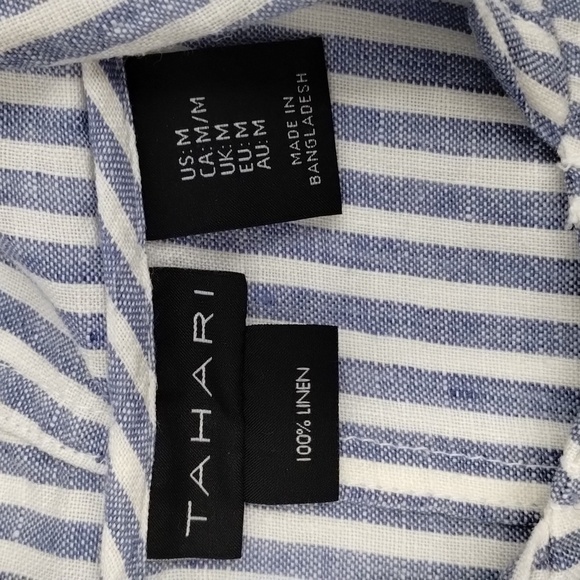 US: M
CA: M/M
UK: M
EU: M
AU: M
MADE IN
BANGLADESH
TAHARI
100% LINEN